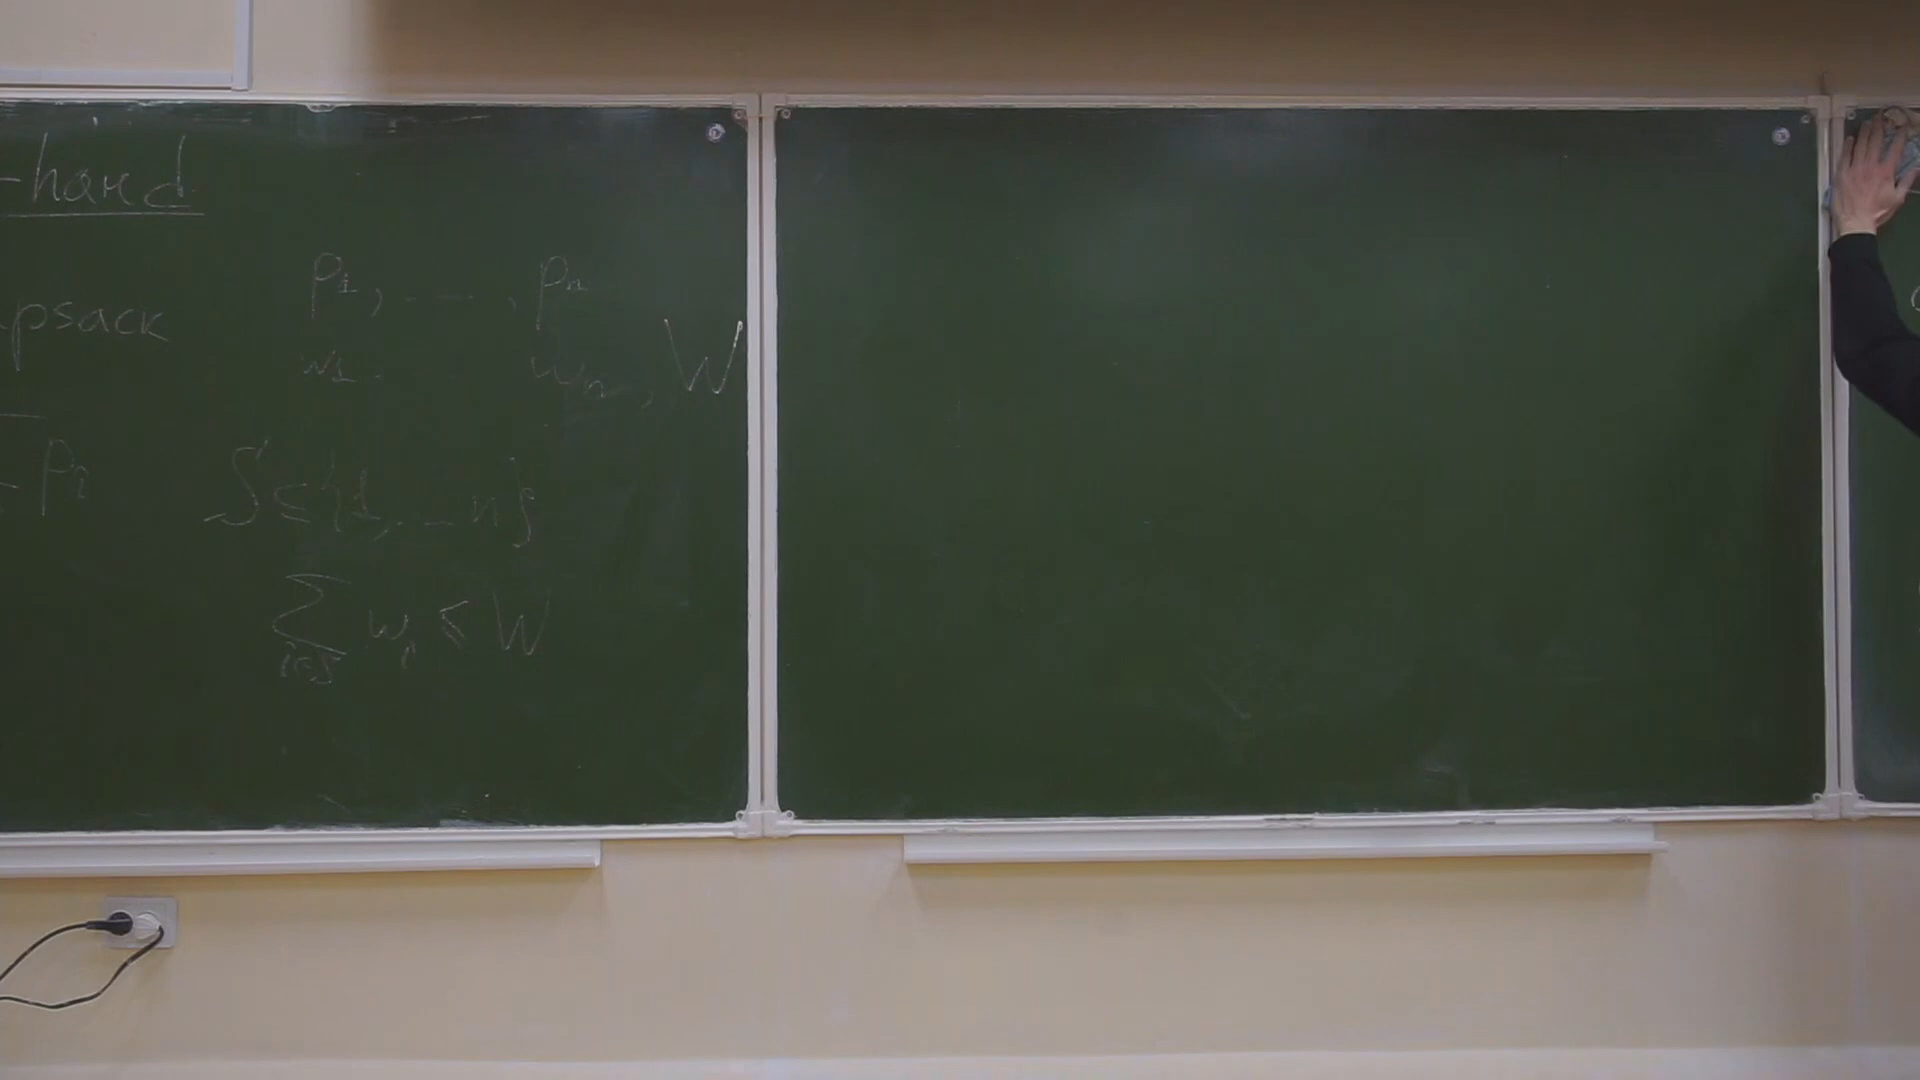 -hard
psack
p₁, ..., pₙ
w₁ ... wₙ, W
pᵢ
S ⊆ {1, ... n}
∑ wᵢ ≤ W
i∈S